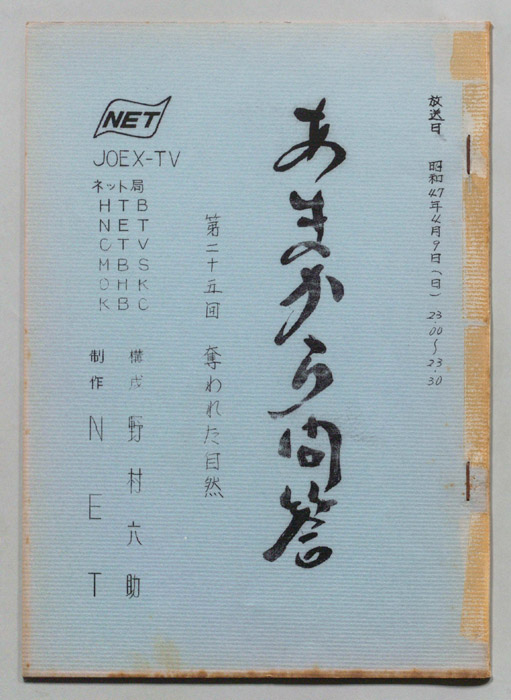 放送日 昭和47年4月9日(日) 23.00〜23.30
あまから問答
第二十五回 奪われた自然
NET
JOEX-TV
ネット局
HTB
NET
CTV
MBS
OHK
KBC
構成 野村六助
制作 NET